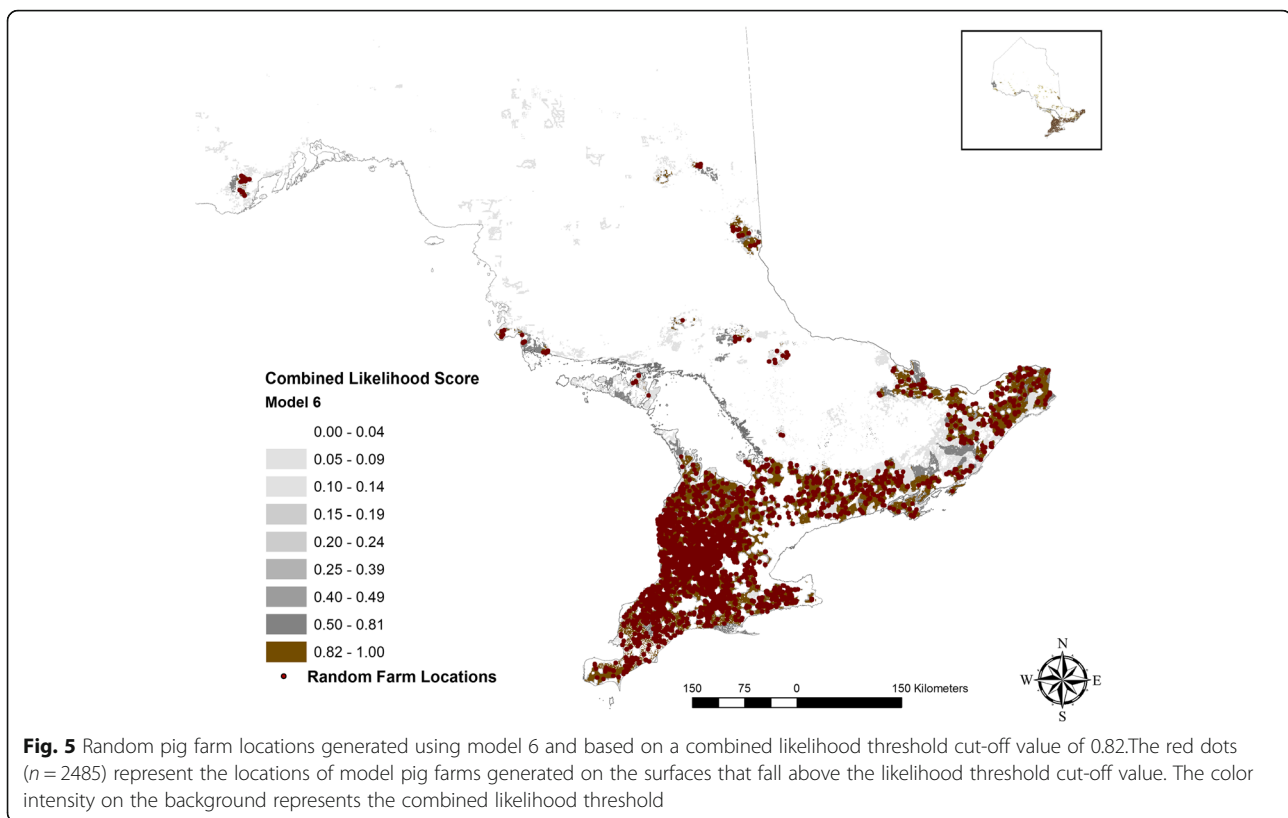 Combined Likelihood Score
Model 6
0.00 - 0.04
0.05 - 0.09
0.10 - 0.14
0.15 - 0.19
0.20 - 0.24
0.25 - 0.39
0.40 - 0.49
0.50 - 0.81
0.82 - 1.00
Random Farm Locations
150 75 0 150 Kilometers
N
W E
S
Fig. 5 Random pig farm locations generated using model 6 and based on a combined likelihood threshold cut-off value of 0.82.The red dots
(n = 2485) represent the locations of model pig farms generated on the surfaces that fall above the likelihood threshold cut-off value. The color
intensity on the background represents the combined likelihood threshold